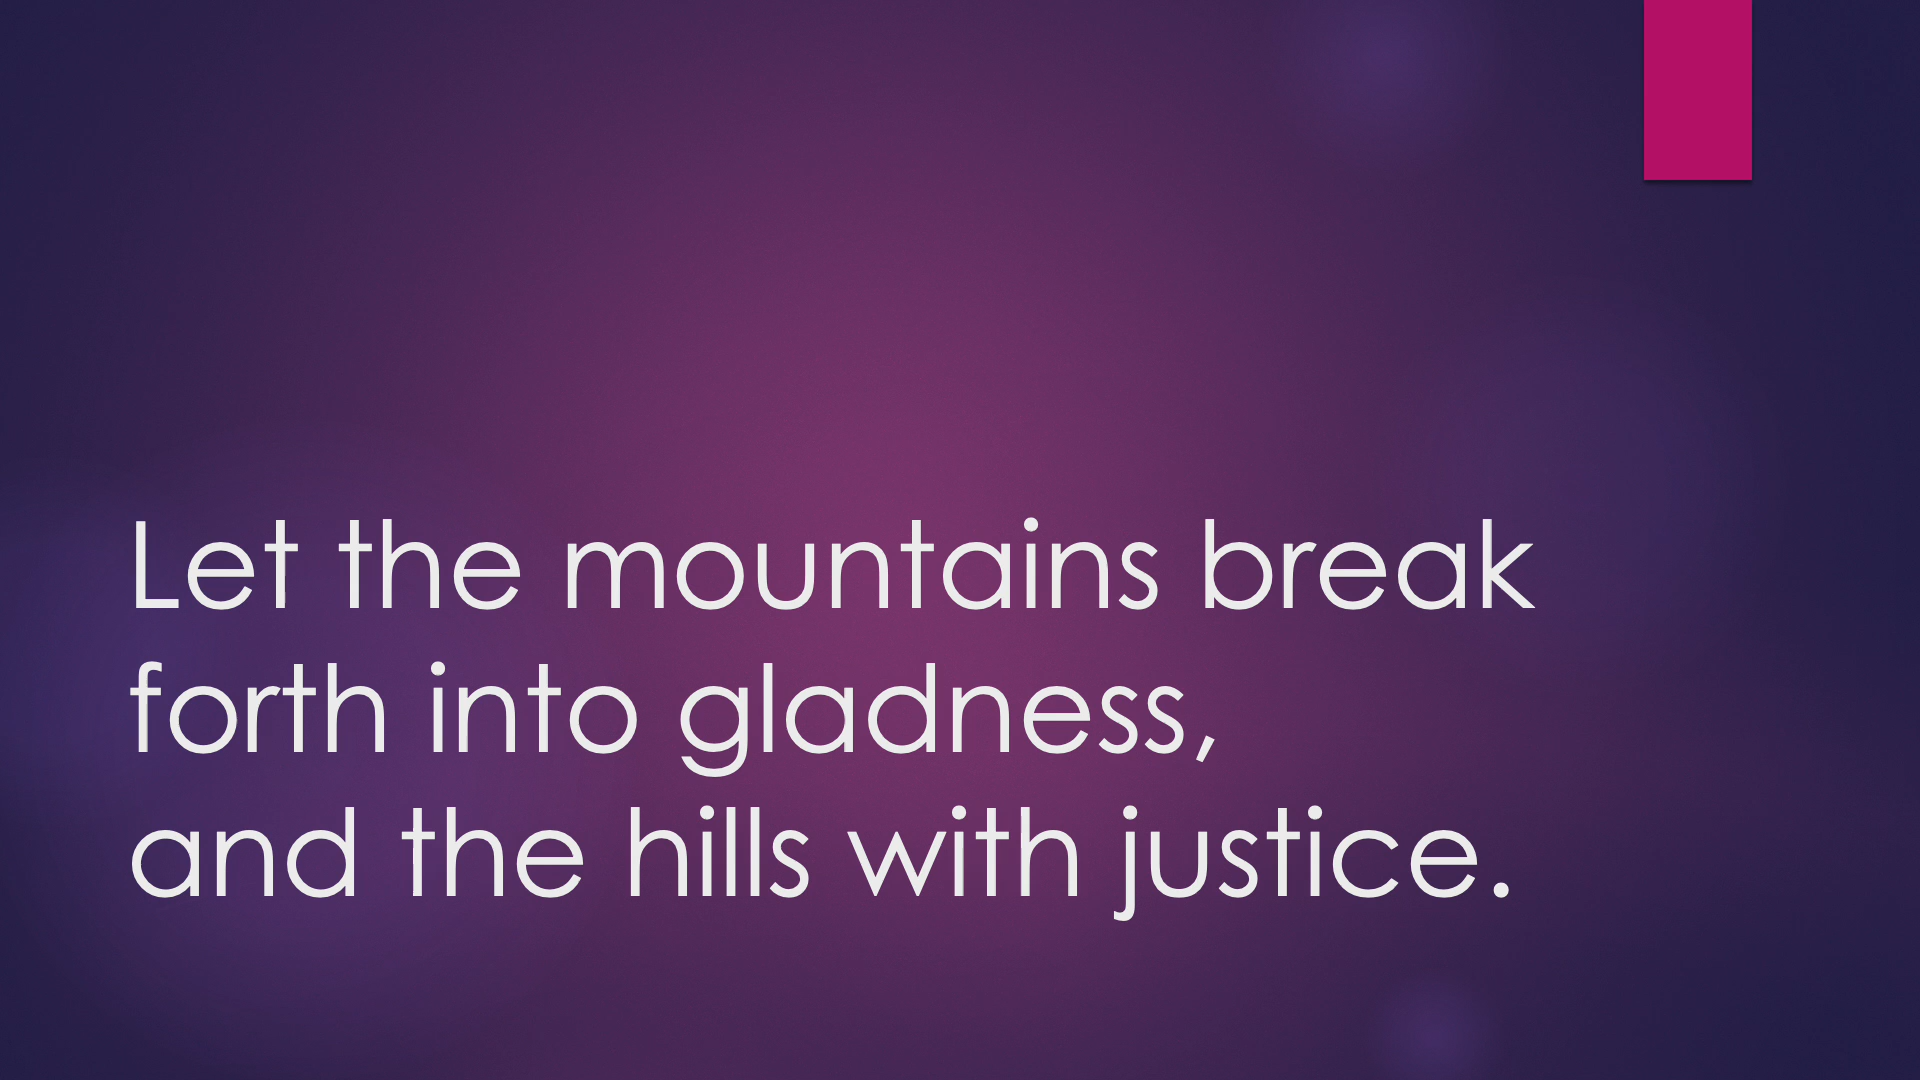 Let the mountains break
forth into gladness,
and the hills with justice.